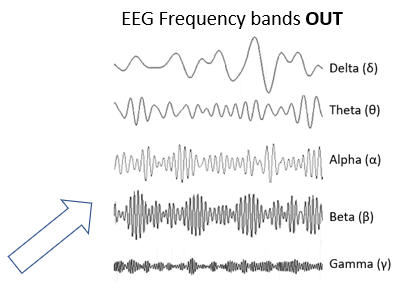 EEG Frequency bands OUT
Delta (δ)
Theta (θ)
Alpha (α)
Beta (β)
Gamma (γ)